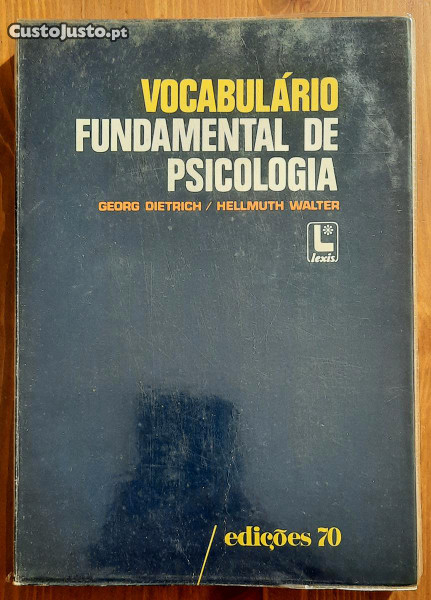 CustoJusto.pt
VOCABULÁRIO
FUNDAMENTAL DE
PSICOLOGIA
GEORG DIETRICH / HELLMUTH WALTER
L*
lexis
/ edições 70